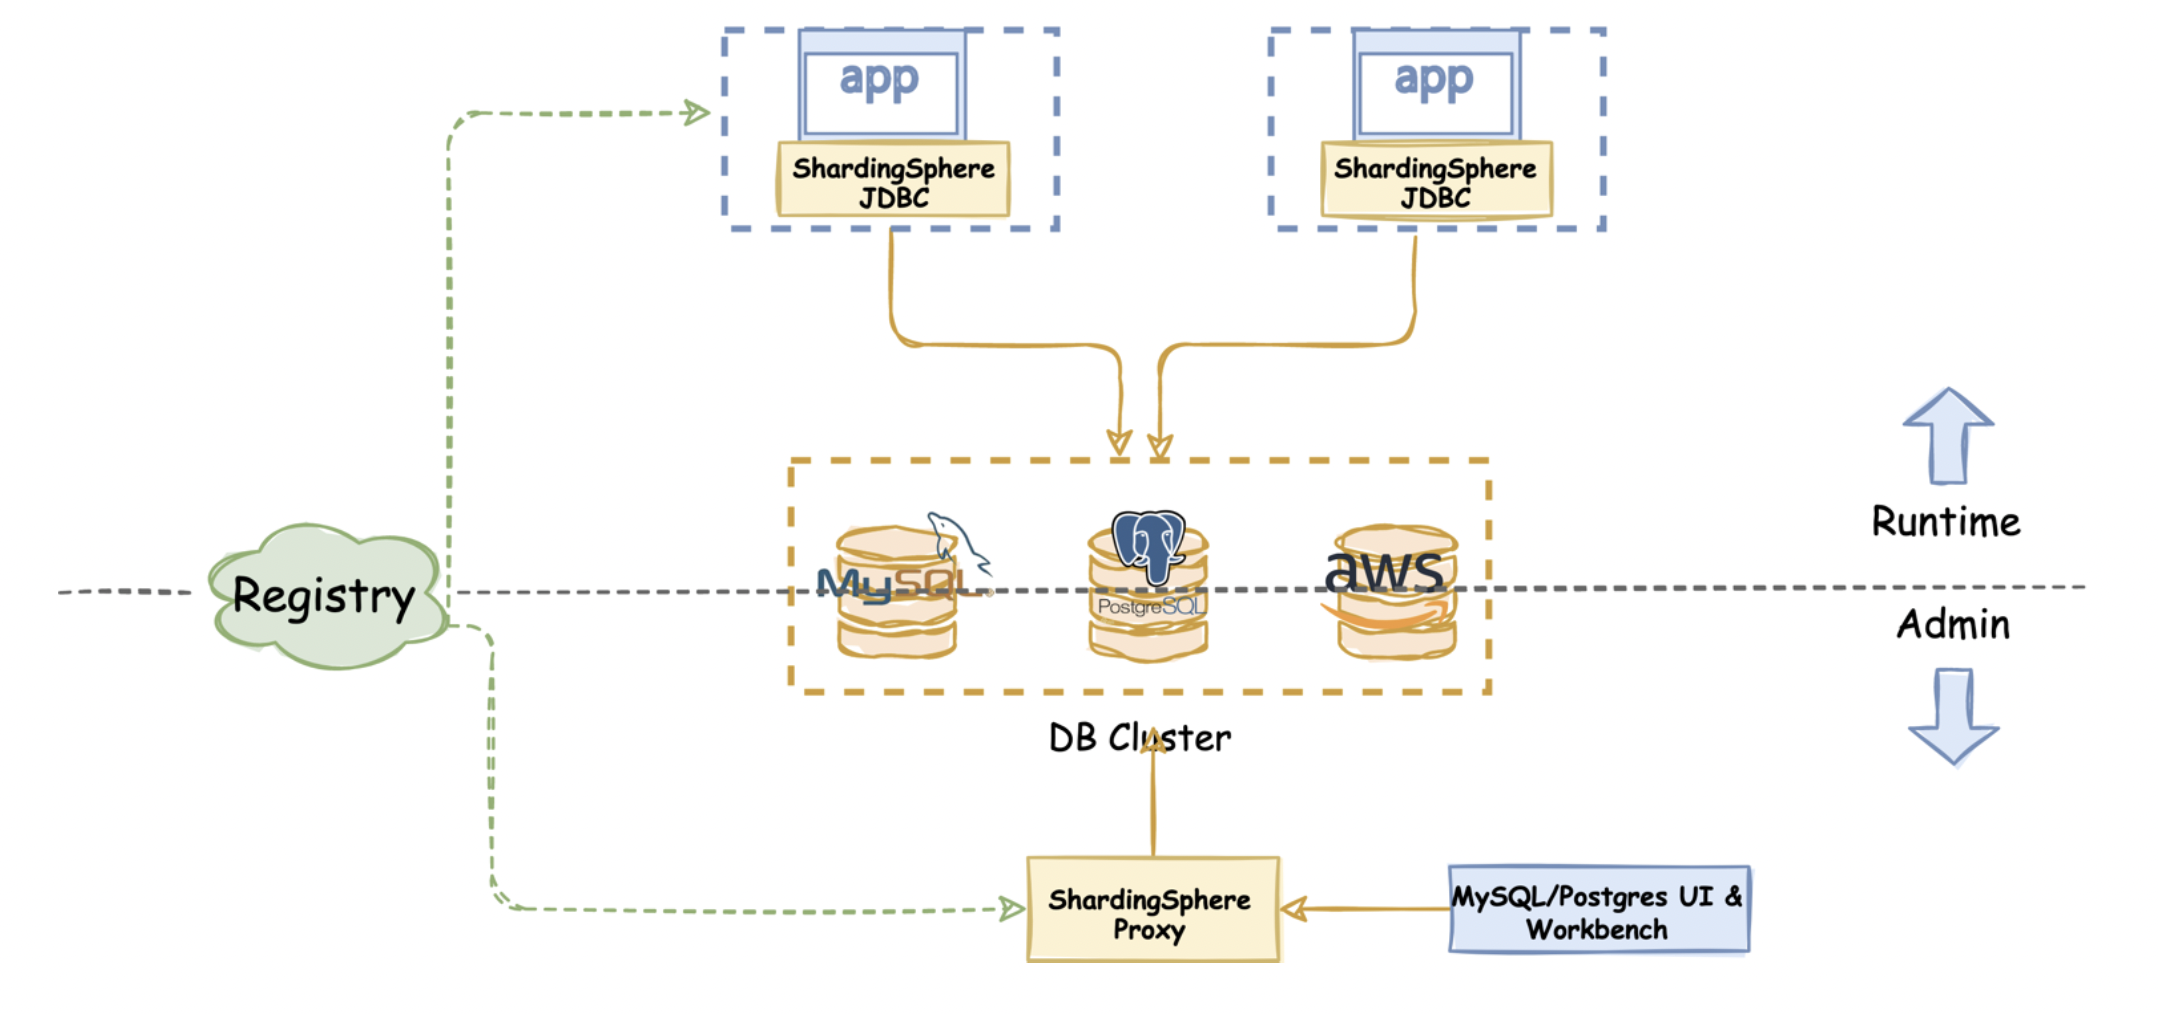 app
app
ShardingSphere
JDBC
ShardingSphere
JDBC
Runtime
Registry
MySQL
PostgreSQL
aws
Admin
DB Cluster
ShardingSphere
Proxy
MySQL/Postgres UI &
Workbench